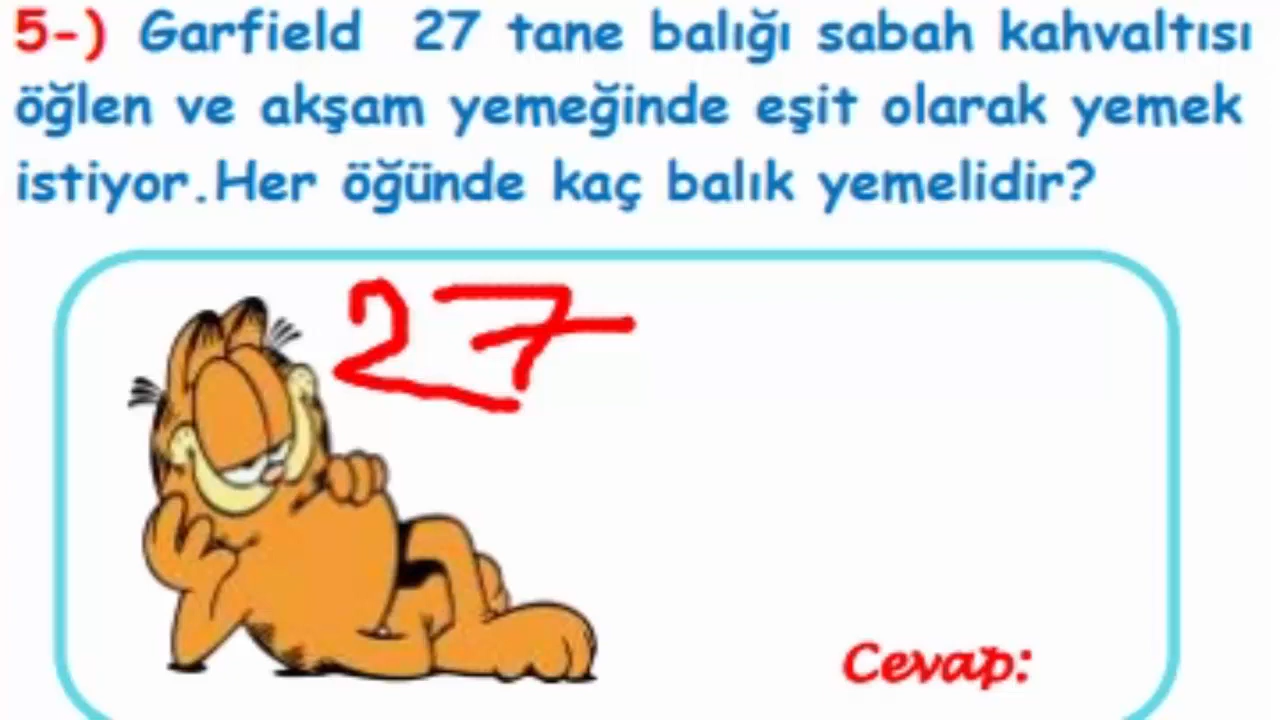 5-) Garfield 27 tane balığı sabah kahvaltısı
öğlen ve akşam yemeğinde eşit olarak yemek
istiyor.Her öğünde kaç balık yemelidir?
27
Cevap: